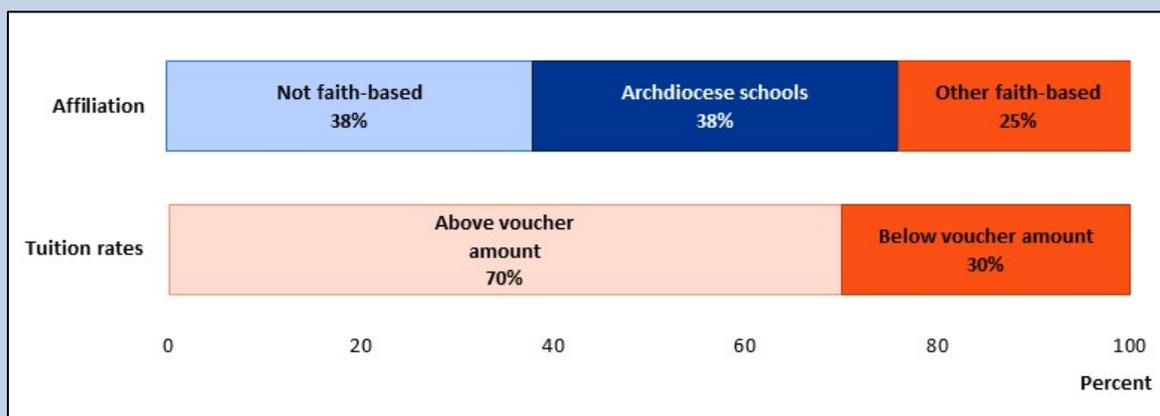 Affiliation
Not faith-based
38%
Archdiocese schools
38%
Other faith-based
25%
Tuition rates
Above voucher
amount
70%
Below voucher amount
30%
0 20 40 60 80 100
Percent